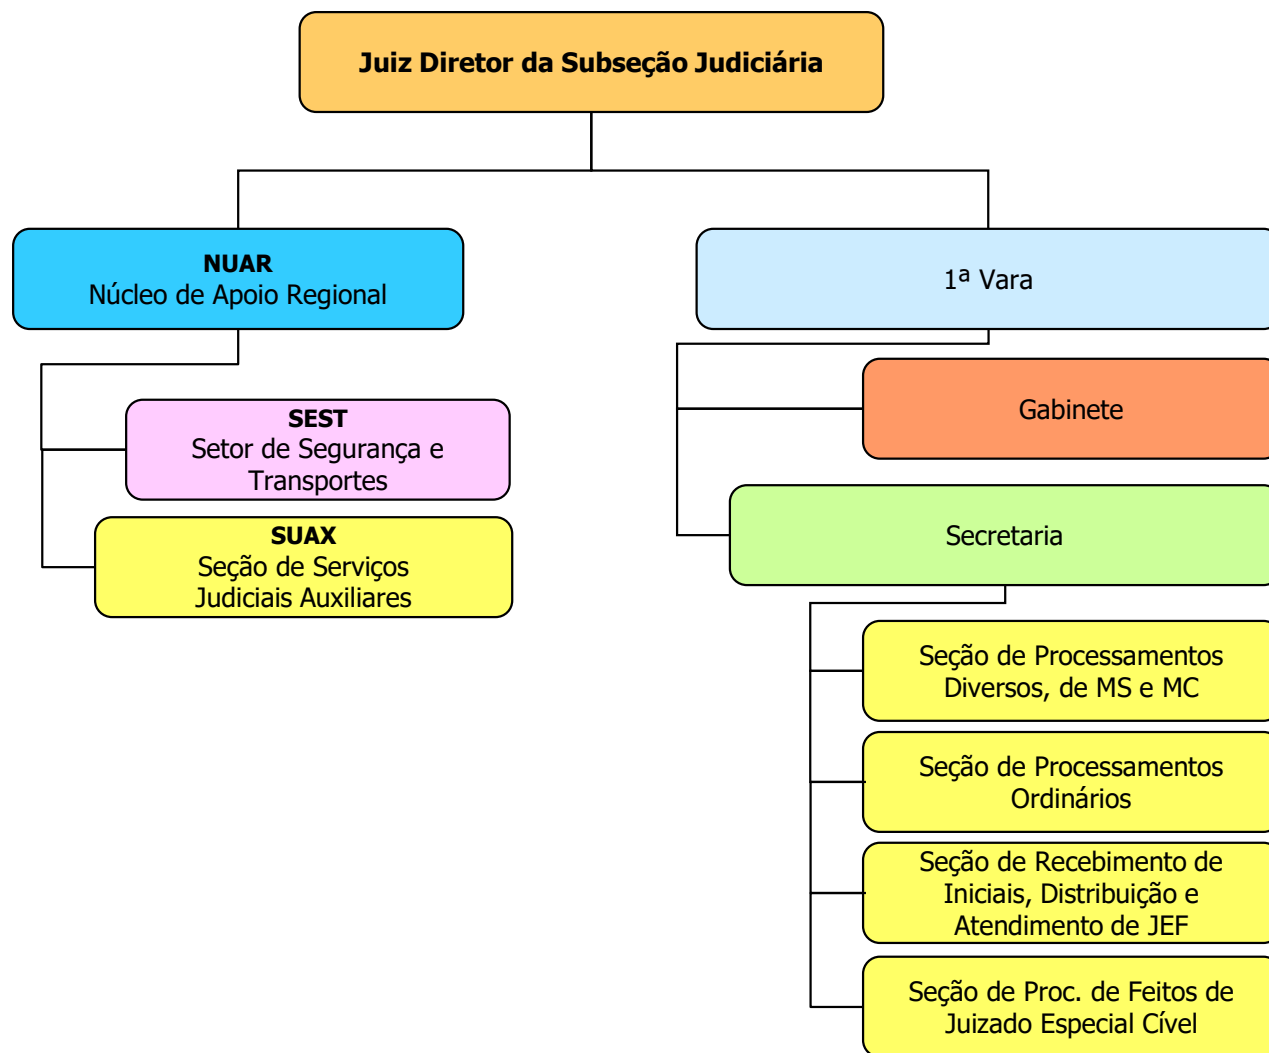 Juiz Diretor da Subseção Judiciária
NUAR
Núcleo de Apoio Regional
SEST
Setor de Segurança e
Transportes
SUAX
Seção de Serviços
Judiciais Auxiliares
1ª Vara
Gabinete
Secretaria
Seção de Processamentos
Diversos, de MS e MC
Seção de Processamentos
Ordinários
Seção de Recebimento de
Iniciais, Distribuição e
Atendimento de JEF
Seção de Proc. de Feitos de
Juizado Especial Cível